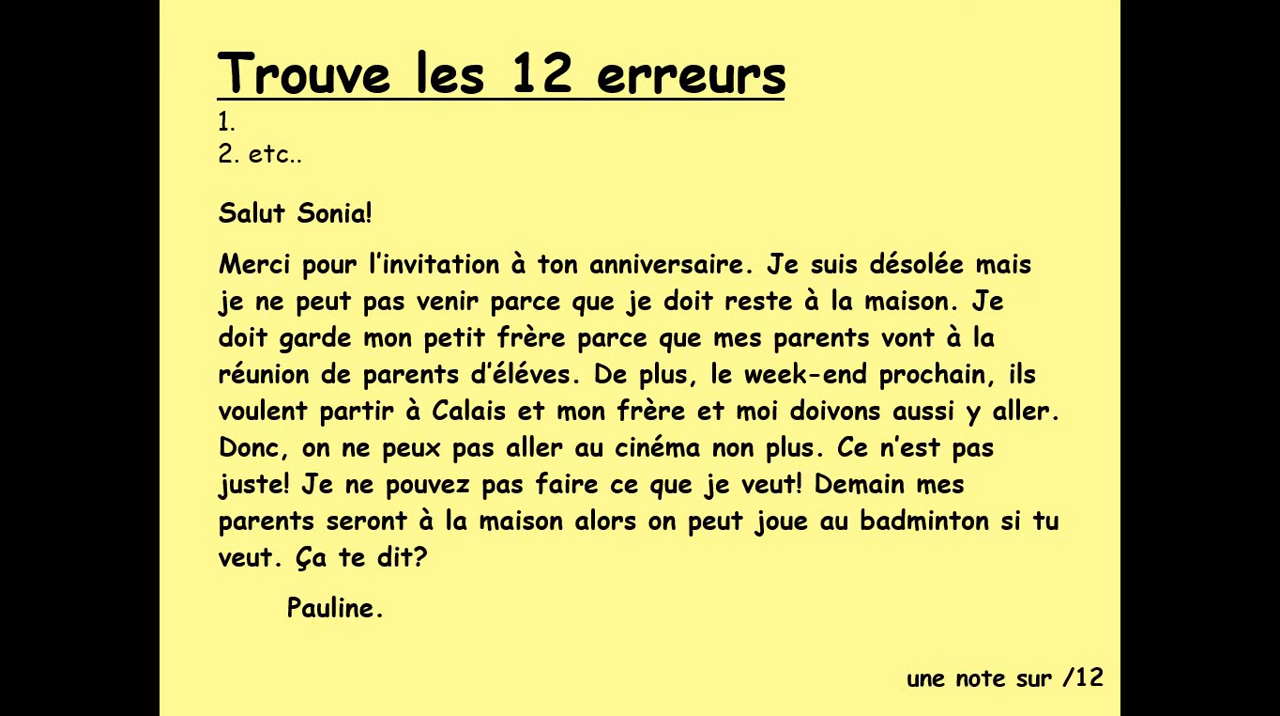 Trouve les 12 erreurs
1.
2. etc..
Salut Sonia!
Merci pour l'invitation à ton anniversaire. Je suis désolée mais
je ne peut pas venir parce que je doit reste à la maison. Je
doit garde mon petit frère parce que mes parents vont à la
réunion de parents d'éléves. De plus, le week-end prochain, ils
voulent partir à Calais et mon frère et moi doivons aussi y aller.
Donc, on ne peux pas aller au cinéma non plus. Ce n'est pas
juste! Je ne pouvez pas faire ce que je veut! Demain mes
parents seront à la maison alors on peut joue au badminton si tu
veut. Ça te dit?
Pauline.
une note sur /12